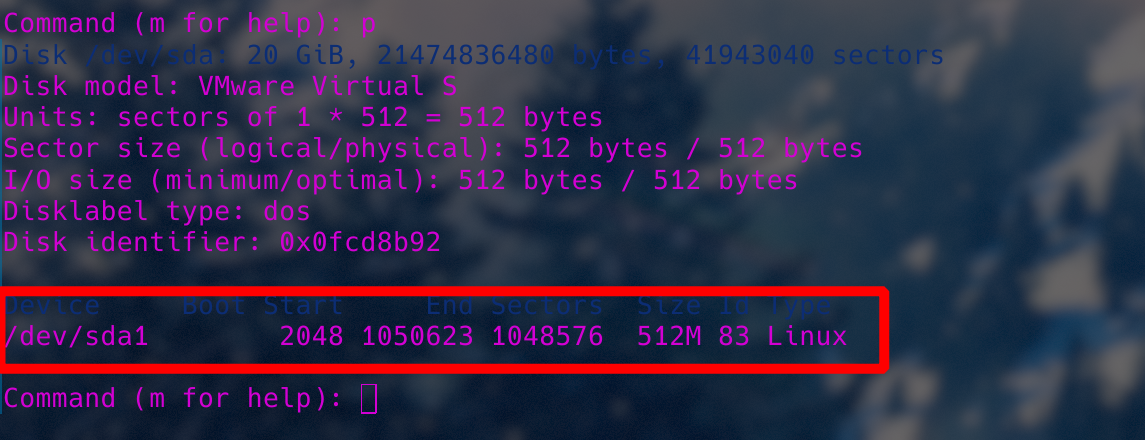 Command (m for help): p
Disk /dev/sda: 20 GiB, 21474836480 bytes, 41943040 sectors
Disk model: VMware Virtual S
Units: sectors of 1 * 512 = 512 bytes
Sector size (logical/physical): 512 bytes / 512 bytes
I/O size (minimum/optimal): 512 bytes / 512 bytes
Disklabel type: dos
Disk identifier: 0x0fcd8b92
Device     Boot Start     End Sectors  Size Id Type
/dev/sda1        2048 1050623 1048576  512M 83 Linux
Command (m for help):